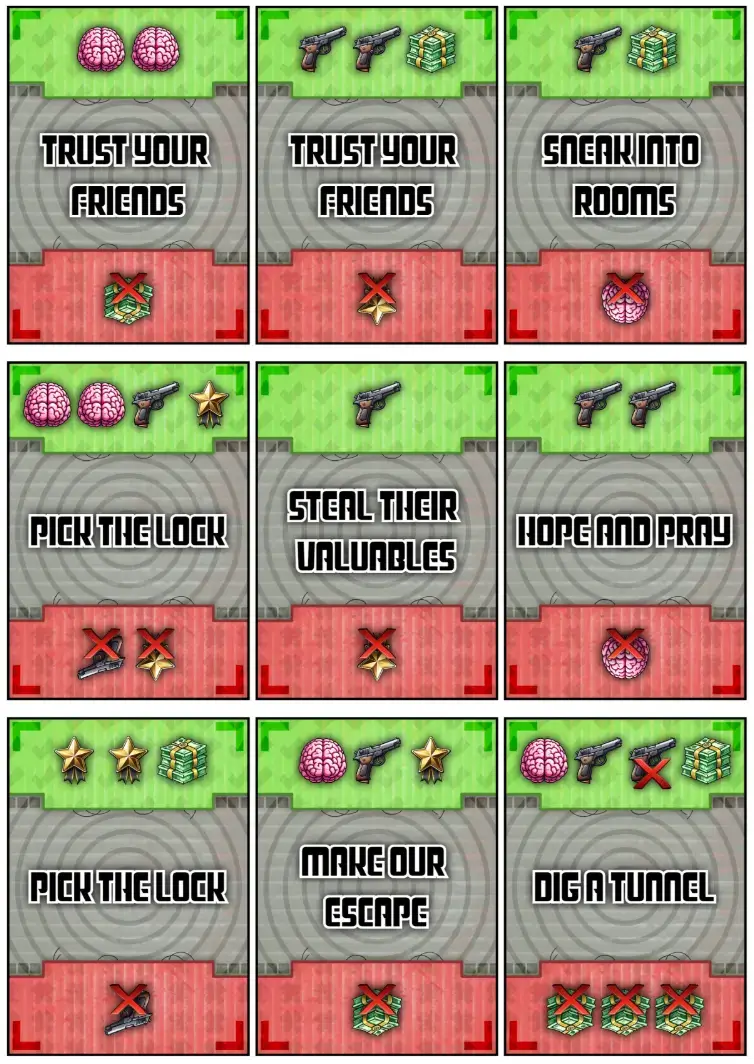 TRUST YOUR
FRIENDS
TRUST YOUR
FRIENDS
SNEAK INTO
ROOMS
PICK THE LOCK
STEAL THEIR
VALUABLES
HOPE AND PRAY
PICK THE LOCK
MAKE OUR
ESCAPE
DIG A TUNNEL